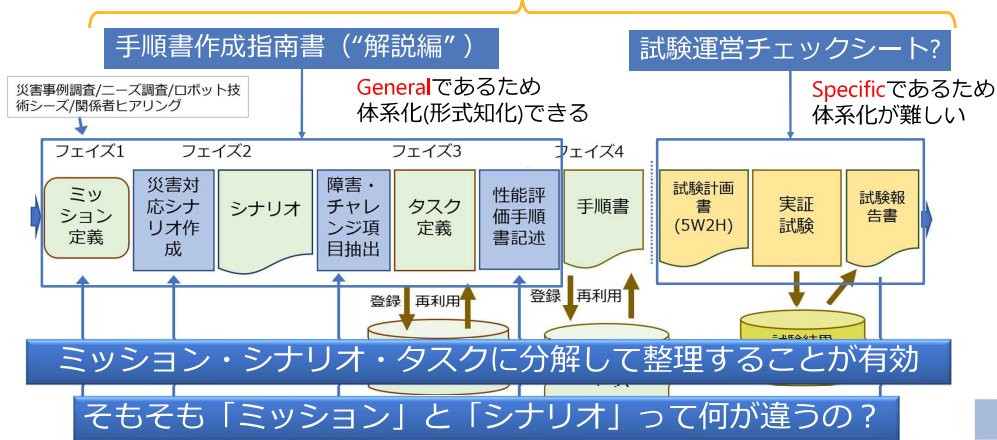 手順書作成指南書（“解説編”）
試験運営チェックシート?
災害事例調査/ニーズ調査/ロボット技
術シーズ/関係者ヒアリング
Generalであるため
体系化(形式知化)できる
Specificであるため
体系化が難しい
フェイズ1
フェイズ2
フェイズ3
フェイズ4
ミッ
ション
定義
災害対
応シナ
リオ作
成
シナリオ
障害・
チャレ
ンジ項
目抽出
タスク
定義
性能評
価手順
書記述
手順書
試験計画
書
(5W2H)
実証
試験
試験報
告書
登録
再利用
登録
再利用
ミッション・シナリオ・タスクに分解して整理することが有効
そもそも「ミッション」と「シナリオ」って何が違うの？